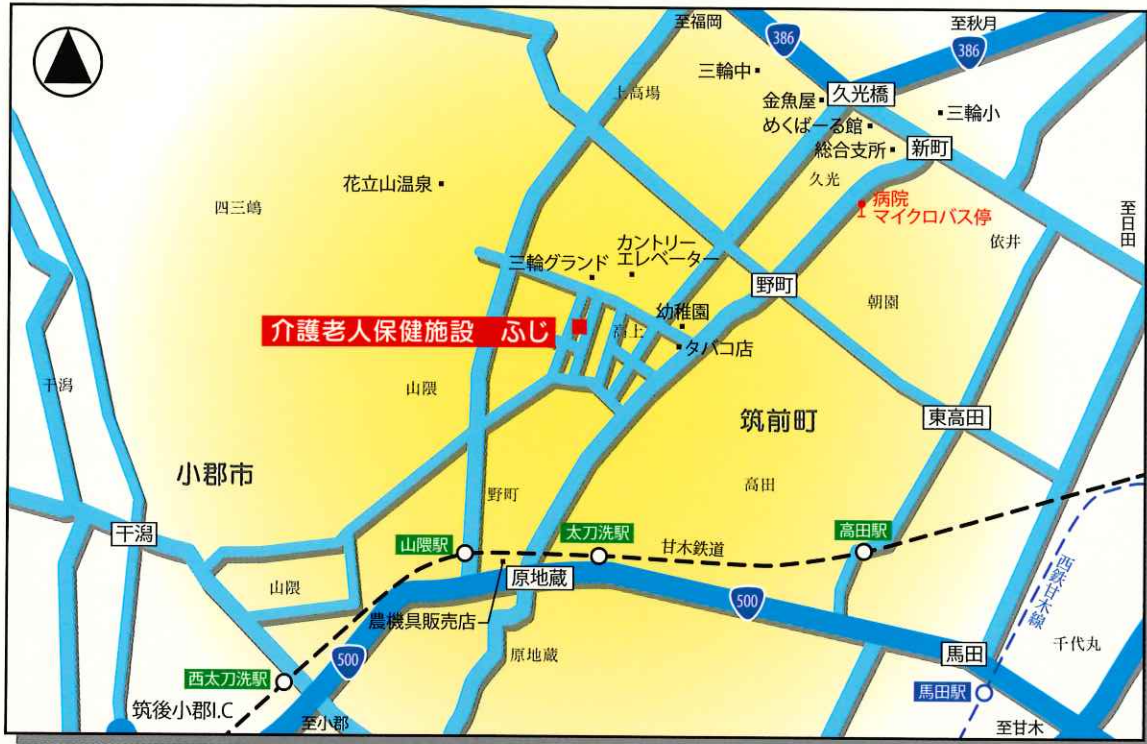 至福岡
386
至秋月
386
三輪中
上高場
金魚屋
久光橋
三輪小
めくばーる館
総合支所
新町
久光
花立山温泉
四三嶋
病院
マイクロバス停
至日田
依井
カントリー
エレベーター
三輪グランド
野町
朝園
幼稚園
介護老人保健施設 ふじ
高上
タバコ店
干潟
山隈
筑前町
東高田
小郡市
高田
野町
干潟
山隈駅
太刀洗駅
甘木鉄道
高田駅
西鉄甘木線
原地蔵
山隈
農機具販売店
500
千代丸
原地蔵
馬田
500
西太刀洗駅
馬田駅
筑後小郡I.C
至小郡
至甘木